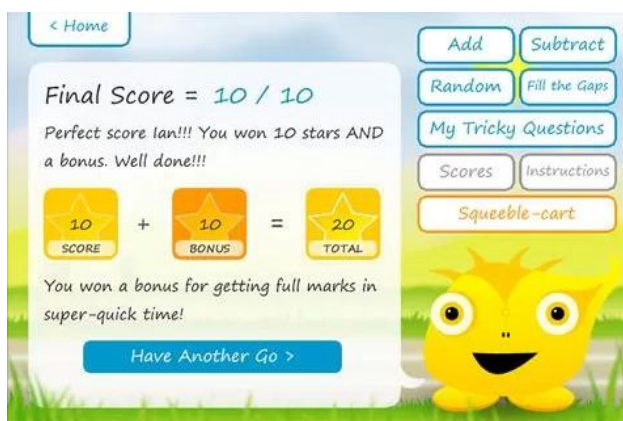 < Home
Final Score = 10 / 10
Perfect score Ian!!! You won 10 stars AND
a bonus. Well done!!!
10 + 10 = 20
SCORE BONUS TOTAL
You won a bonus for getting full marks in
super-quick time!
Have Another Go >
Add Subtract
Random Fill the Gaps
My Tricky Questions
Scores Instructions
Squeeble-cart